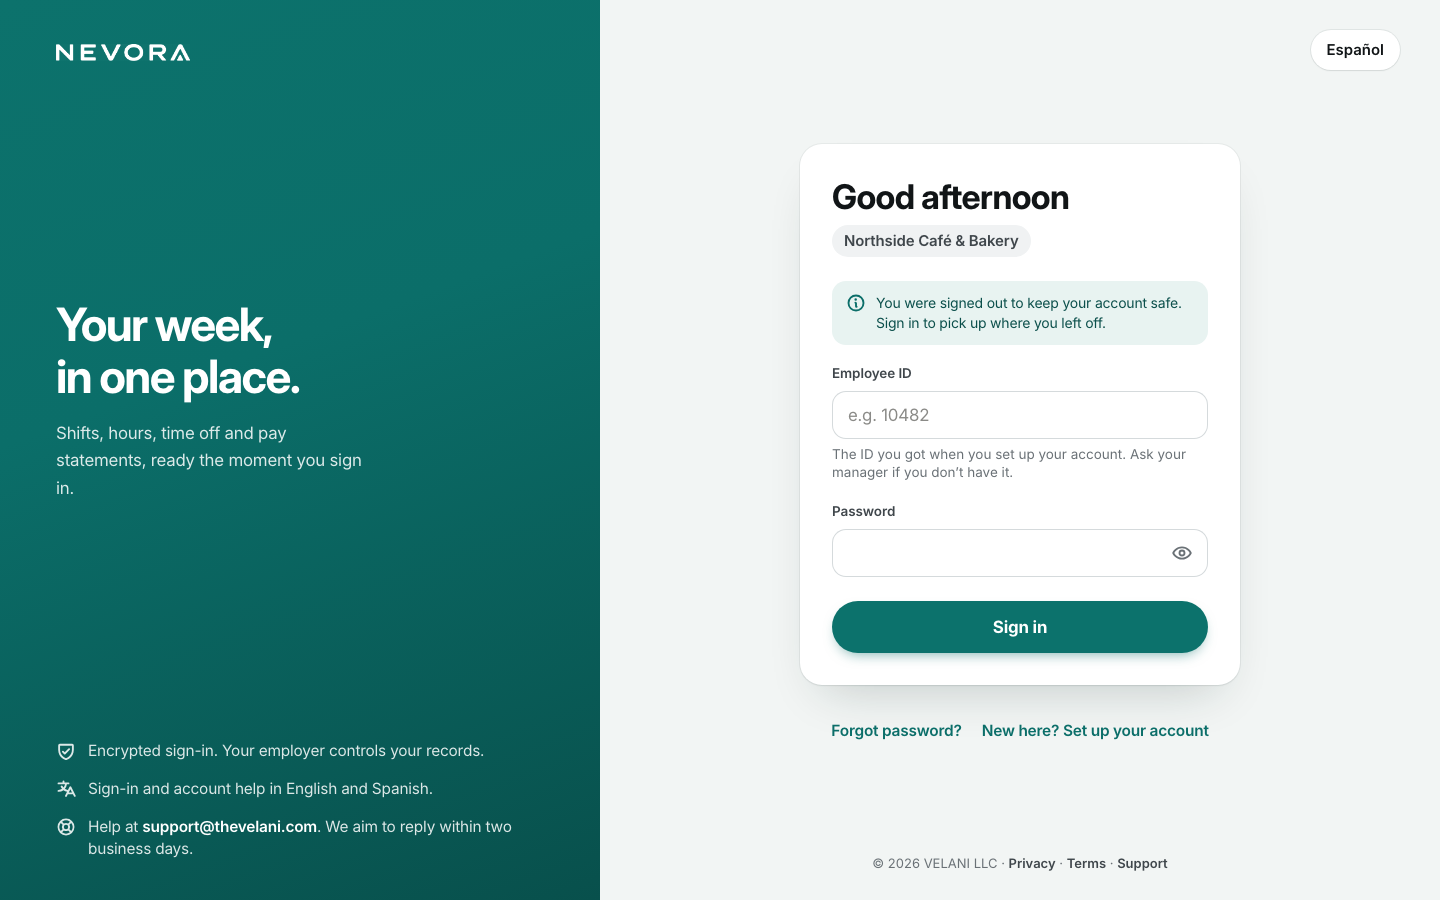 NEVORA
Your week,
in one place.
Shifts, hours, time off and pay
statements, ready the moment you sign
in.
Encrypted sign-in. Your employer controls your records.
Sign-in and account help in English and Spanish.
Help at support@thevelani.com. We aim to reply within two
business days.
Español
Good afternoon
Northside Café & Bakery
You were signed out to keep your account safe.
Sign in to pick up where you left off.
Employee ID
e.g. 10482
The ID you got when you set up your account. Ask your
manager if you don’t have it.
Password
Sign in
Forgot password? New here? Set up your account
© 2026 VELANI LLC · Privacy · Terms · Support